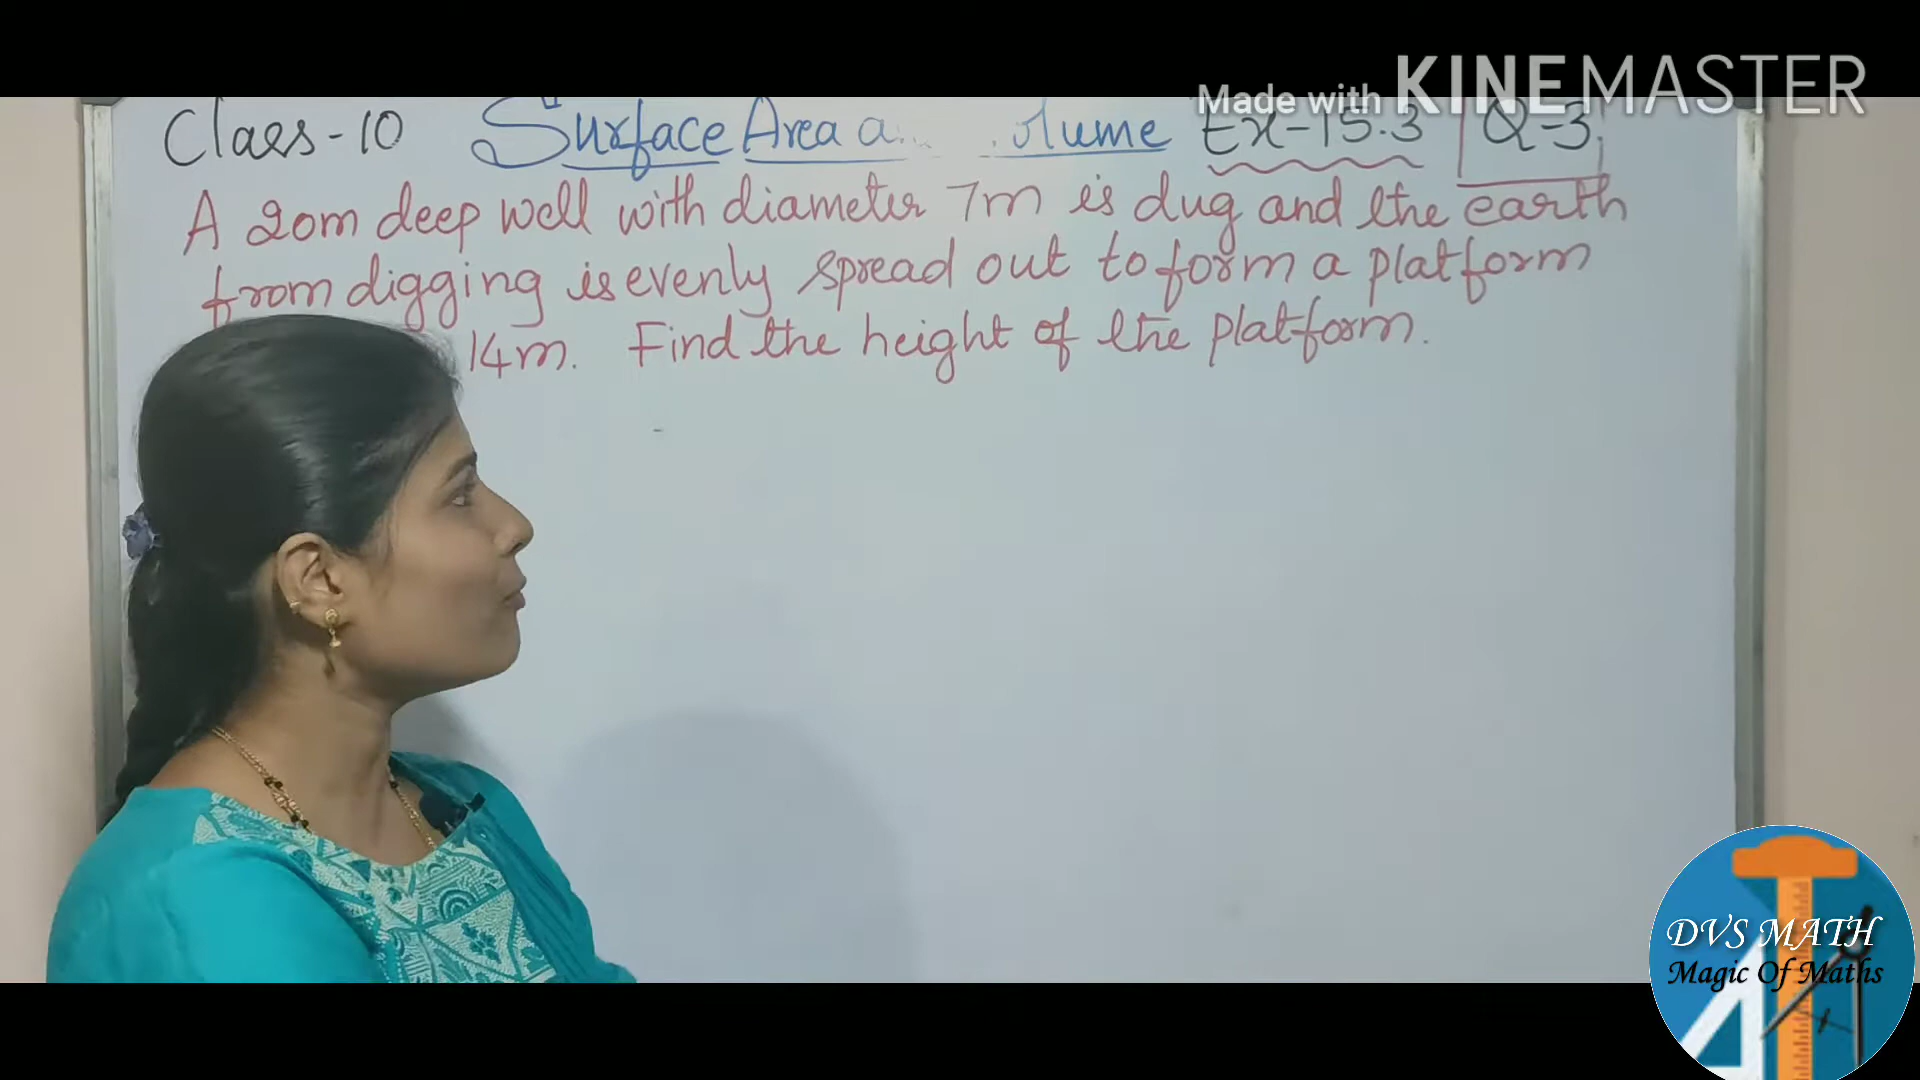 Made with KINEMASTER
Class-10 Surface Area a.. olume Ex-15.3 Q-3
A 20m deep well with diameter 7m is dug and the earth
from digging is evenly spread out to form a platform
14m. Find the height of the platform.
DVS MATH
Magic Of Maths